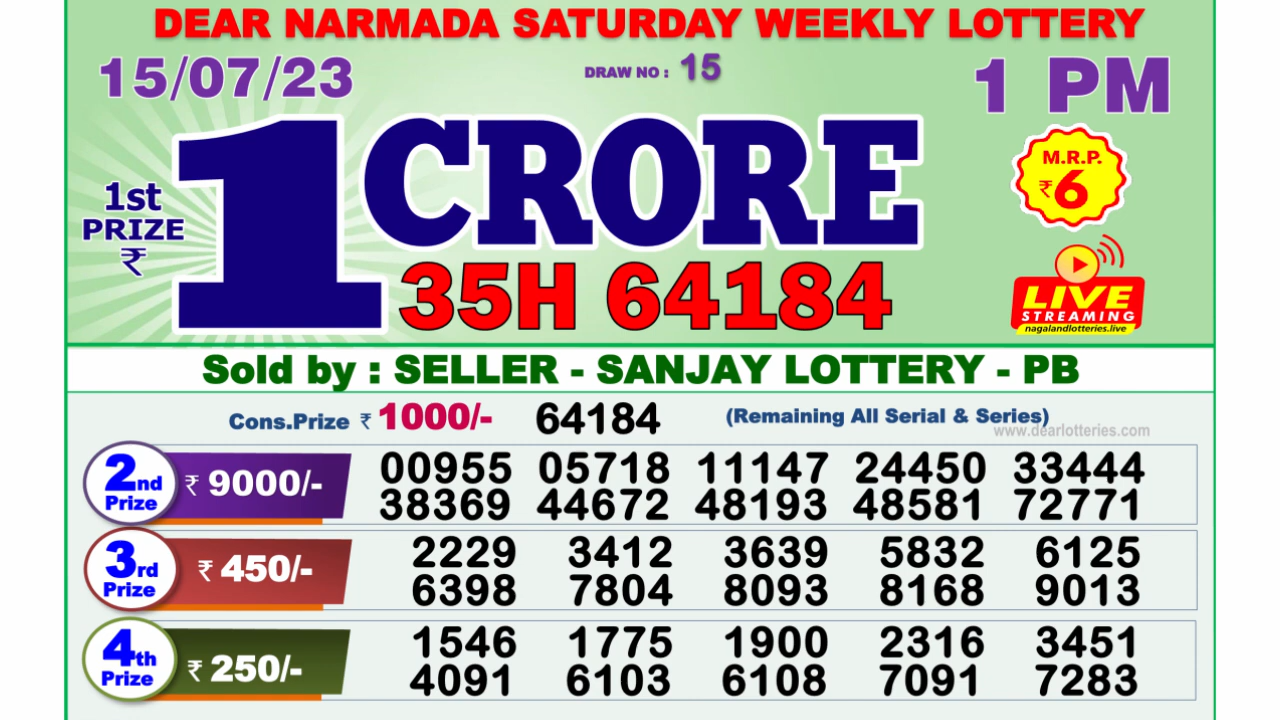 DEAR NARMADA SATURDAY WEEKLY LOTTERY
15/07/23
DRAW NO : 15
1 PM
1st
PRIZE
₹
1 CRORE
35H 64184
M.R.P.
₹6
LIVE
STREAMING
nagalandlotteries.live
Sold by : SELLER - SANJAY LOTTERY - PB
Cons.Prize ₹ 1000/- 64184 (Remaining All Serial & Series)
www.dearlotteries.com
2nd
Prize
₹ 9000/-
00955 05718 11147 24450 33444
38369 44672 48193 48581 72771
3rd
Prize
₹ 450/-
2229 3412 3639 5832 6125
6398 7804 8093 8168 9013
4th
Prize
₹ 250/-
1546 1775 1900 2316 3451
4091 6103 6108 7091 7283